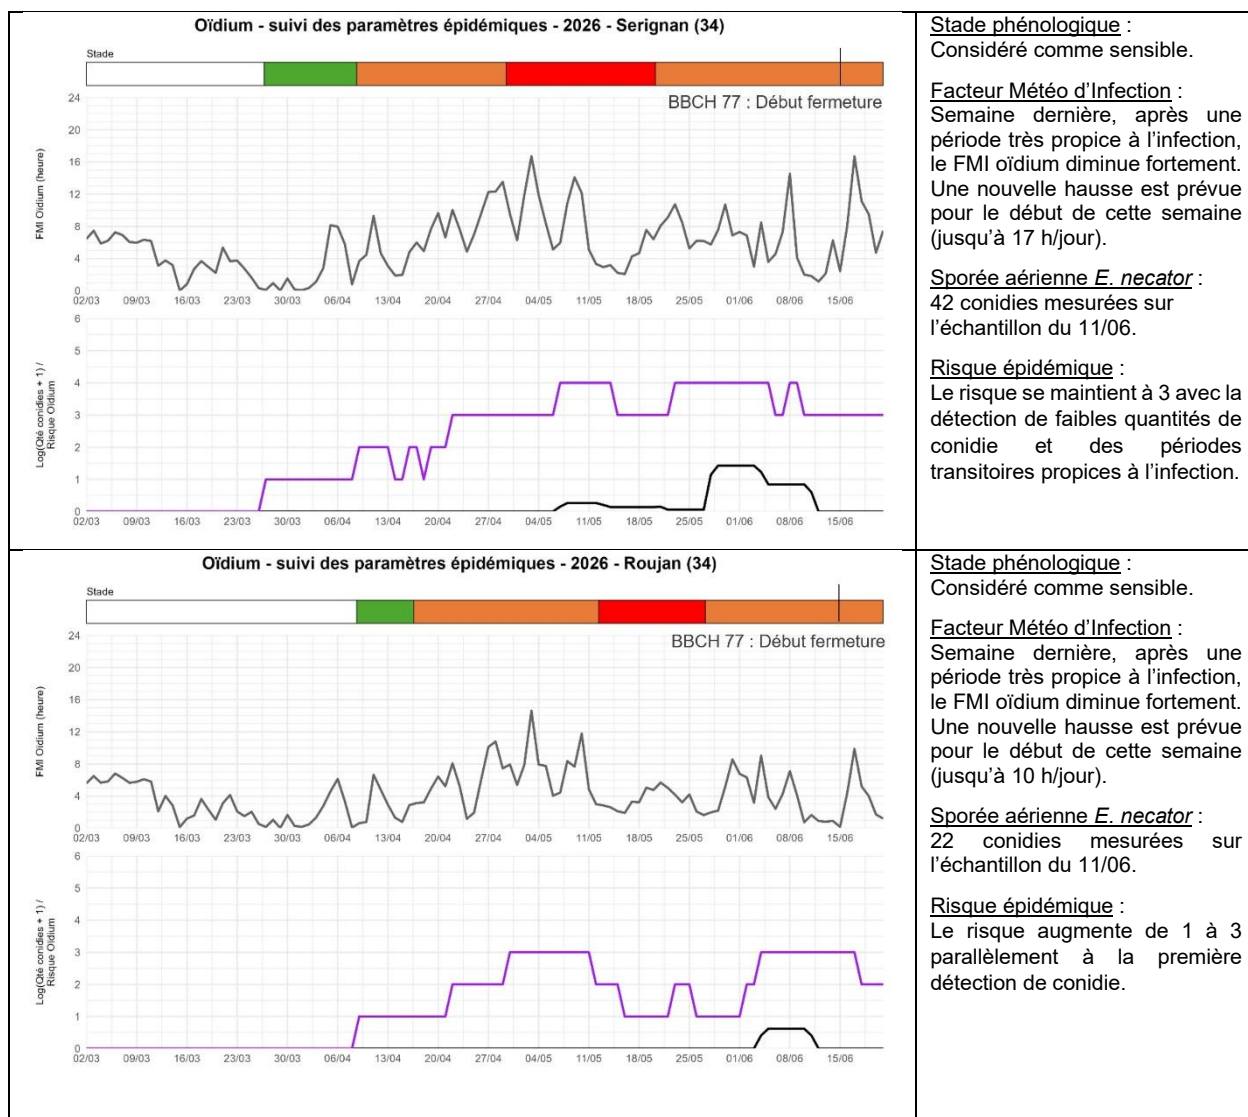 Oïdium - suivi des paramètres épidémiques - 2026 - Serignan (34)
Stade
BBCH 77 : Début fermeture
FMI Oïdium (heure)
24
20
16
12
8
4
0
02/03 09/03 16/03 23/03 30/03 06/04 13/04 20/04 27/04 04/05 11/05 18/05 25/05 01/06 08/06 15/06
Log(Qté conidies + 1) /
Risque Oïdium
6
5
4
3
2
1
0
02/03 09/03 16/03 23/03 30/03 06/04 13/04 20/04 27/04 04/05 11/05 18/05 25/05 01/06 08/06 15/06
Stade phénologique :
Considéré comme sensible.
Facteur Météo d'Infection :
Semaine dernière, après une
période très propice à l'infection,
le FMI oïdium diminue fortement.
Une nouvelle hausse est prévue
pour le début de cette semaine
(jusqu'à 17 h/jour).
Sporée aérienne E. necator :
42 conidies mesurées sur
l'échantillon du 11/06.
Risque épidémique :
Le risque se maintient à 3 avec la
détection de faibles quantités de
conidie et des périodes
transitoires propices à l'infection.
Oïdium - suivi des paramètres épidémiques - 2026 - Roujan (34)
Stade
BBCH 77 : Début fermeture
FMI Oïdium (heure)
24
20
16
12
8
4
0
02/03 09/03 16/03 23/03 30/03 06/04 13/04 20/04 27/04 04/05 11/05 18/05 25/05 01/06 08/06 15/06
Log(Qté conidies + 1) /
Risque Oïdium
6
5
4
3
2
1
0
02/03 09/03 16/03 23/03 30/03 06/04 13/04 20/04 27/04 04/05 11/05 18/05 25/05 01/06 08/06 15/06
Stade phénologique :
Considéré comme sensible.
Facteur Météo d'Infection :
Semaine dernière, après une
période très propice à l'infection,
le FMI oïdium diminue fortement.
Une nouvelle hausse est prévue
pour le début de cette semaine
(jusqu'à 10 h/jour).
Sporée aérienne E. necator :
22 conidies mesurées sur
l'échantillon du 11/06.
Risque épidémique :
Le risque augmente de 1 à 3
parallèlement à la première
détection de conidie.